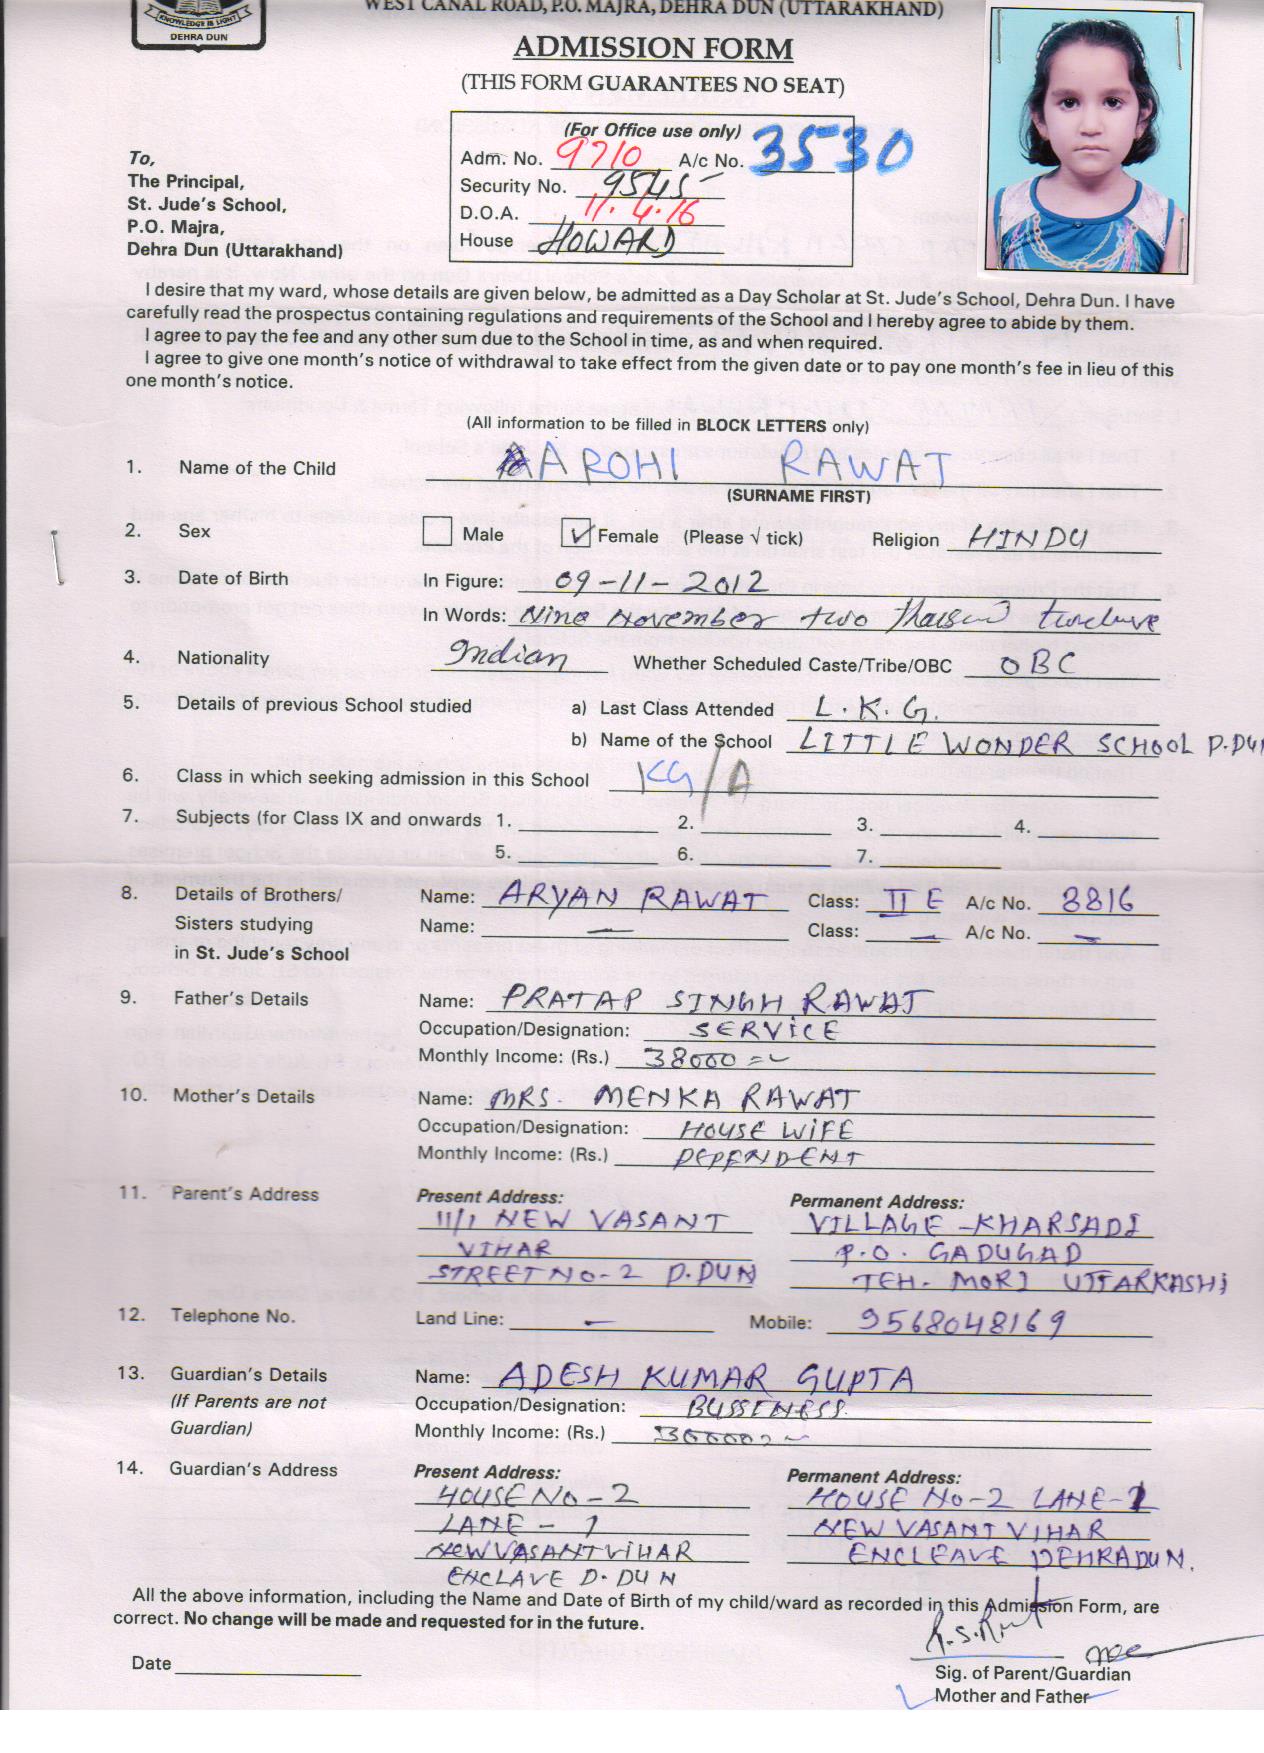 WEST CANAL ROAD, P.O. MAJRA, DEHRA DUN (UTTARAKHAND)
KNOWLEDGE IS LIGHT
DEHRA DUN
ADMISSION FORM
(THIS FORM GUARANTEES NO SEAT)
(For Office use only)
Adm. No. 9710 A/c No. 3530
Security No. 9545
D.O.A. 11.4.16
House HOWARD
To,
The Principal,
St. Jude's School,
P.O. Majra,
Dehra Dun (Uttarakhand)
I desire that my ward, whose details are given below, be admitted as a Day Scholar at St. Jude's School, Dehra Dun. I have
carefully read the prospectus containing regulations and requirements of the School and I hereby agree to abide by them.
I agree to pay the fee and any other sum due to the School in time, as and when required.
I agree to give one month's notice of withdrawal to take effect from the given date or to pay one month's fee in lieu of this
one month's notice.
(All information to be filled in BLOCK LETTERS only)
1. Name of the Child AAROHI RAWAT
(SURNAME FIRST)
2. Sex Male Female (Please √ tick) Religion HINDU
3. Date of Birth In Figure: 09-11-2012
In Words: Nine November two thousand twelve
4. Nationality Indian Whether Scheduled Caste/Tribe/OBC OBC
5. Details of previous School studied a) Last Class Attended L.K.G.
b) Name of the School LITTLE WONDER SCHOOL D.DUN
6. Class in which seeking admission in this School KG/A
7. Subjects (for Class IX and onwards 1. 2. 3. 4.
5. 6. 7.
8. Details of Brothers/ Name: ARYAN RAWAT Class: II E A/c No. 8816
Sisters studying Name: — Class: — A/c No. —
in St. Jude's School
9. Father's Details Name: PRATAP SINGH RAWAT
Occupation/Designation: SERVICE
Monthly Income: (Rs.) 38000=
10. Mother's Details Name: MRS. MENKA RAWAT
Occupation/Designation: HOUSE WIFE
Monthly Income: (Rs.) DEPENDENT
11. Parent's Address Present Address: Permanent Address:
11/1 NEW VASANT VILLAGE -KHARSADI
VIHAR P.O. GADUGAD
STREET NO-2 D.DUN TEH- MORI UTTARKASHI
12. Telephone No. Land Line: — Mobile: 9568048169
13. Guardian's Details Name: ADESH KUMAR GUPTA
(If Parents are not Occupation/Designation: BUSSENESS.
Guardian) Monthly Income: (Rs.)
14. Guardian's Address Present Address: Permanent Address:
HOUSE NO-2 HOUSE NO-2 LANE-1
LANE - 1 NEW VASANT VIHAR
NEW VASANT VIHAR ENCLEAVE DEHRADUN.
ENCLAVE D.DUN
All the above information, including the Name and Date of Birth of my child/ward as recorded in this Admission Form, are
correct. No change will be made and requested for in the future.
Date
Sig. of Parent/Guardian
Mother and Father